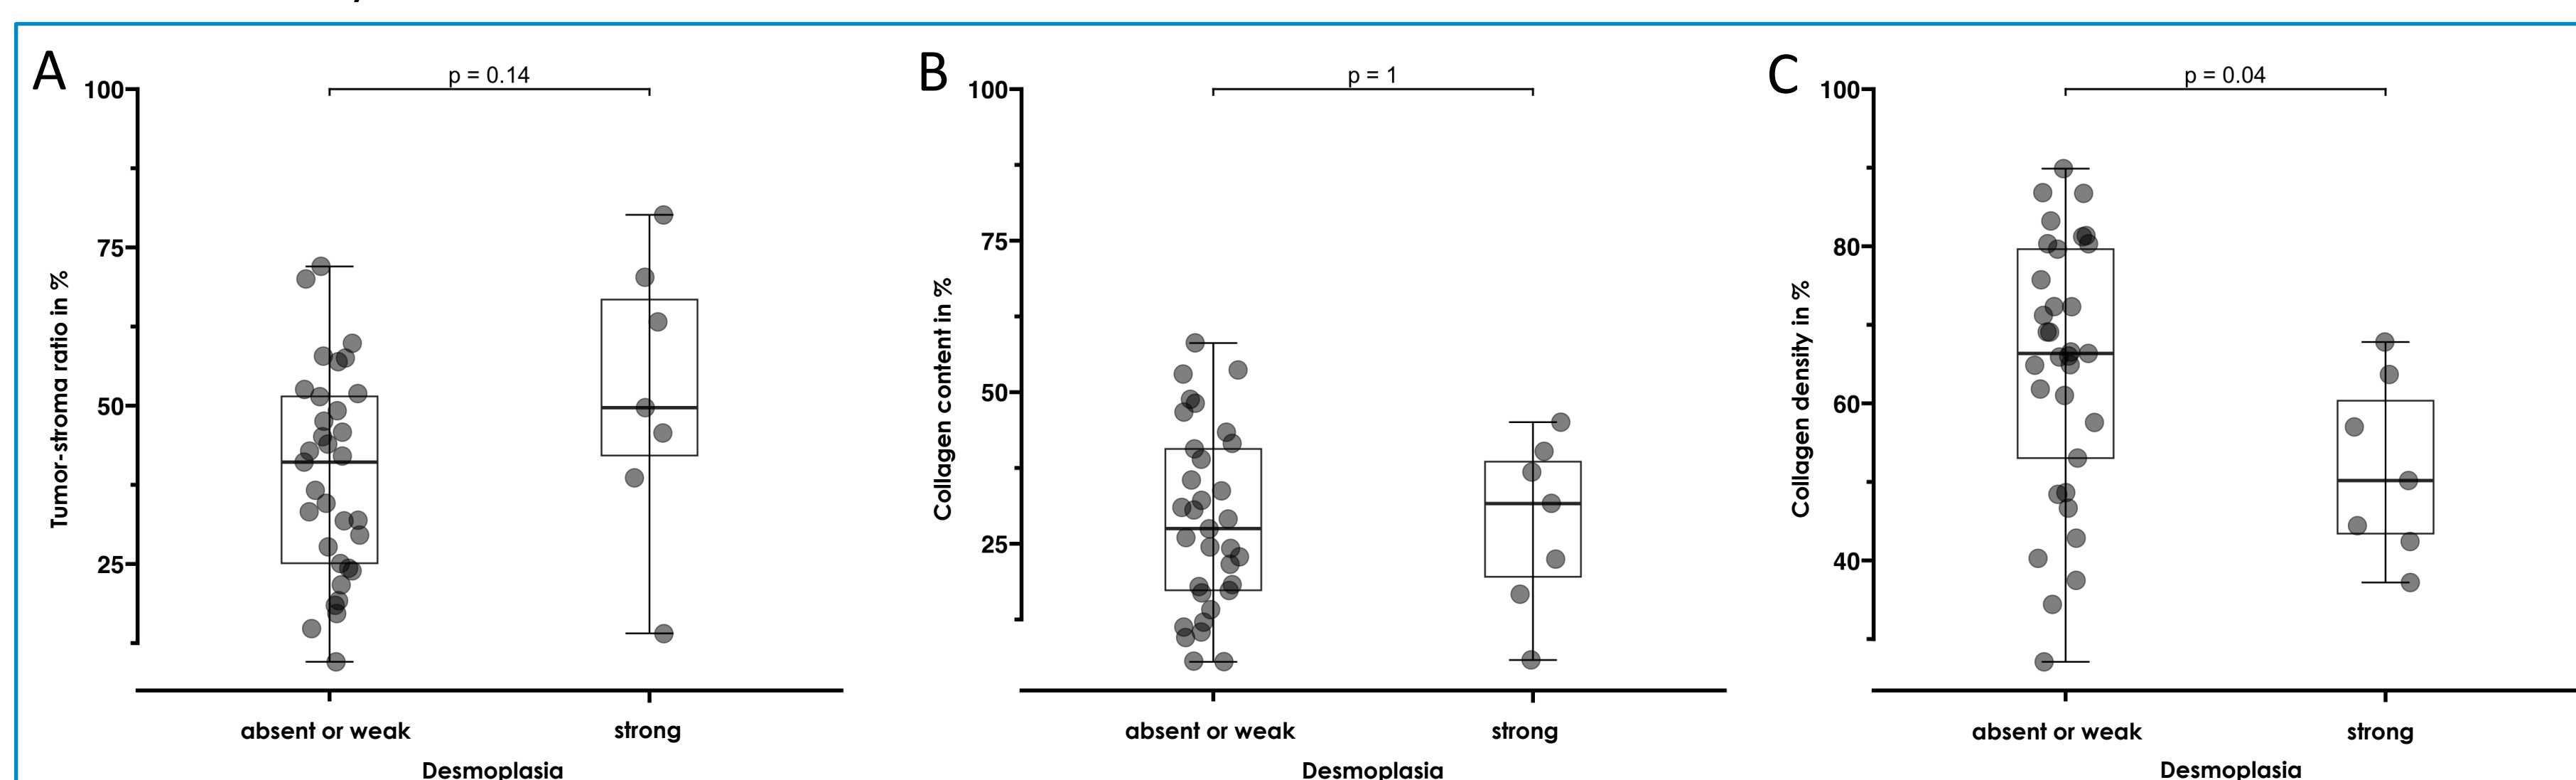 A
p = 0.14
100
75
50
25
Tumor-stroma ratio in %
absent or weak
strong
Desmoplasia
B
p = 1
100
75
50
25
Collagen content in %
absent or weak
strong
Desmoplasia
C
p = 0.04
100
80
60
40
Collagen density in %
absent or weak
strong
Desmoplasia